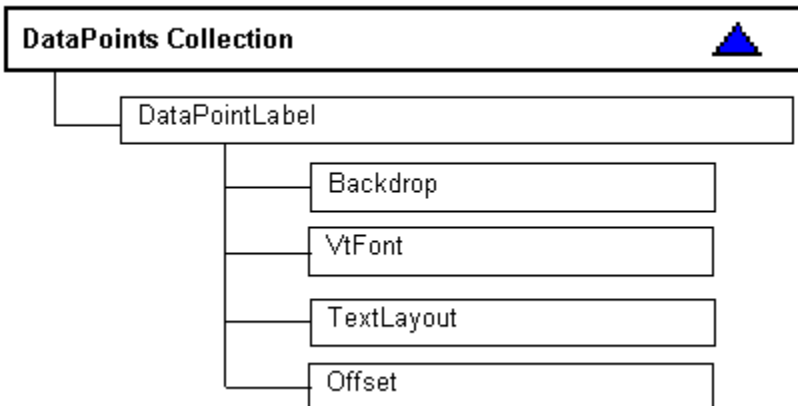 DataPoints Collection
DataPointLabel
Backdrop
VtFont
TextLayout
Offset